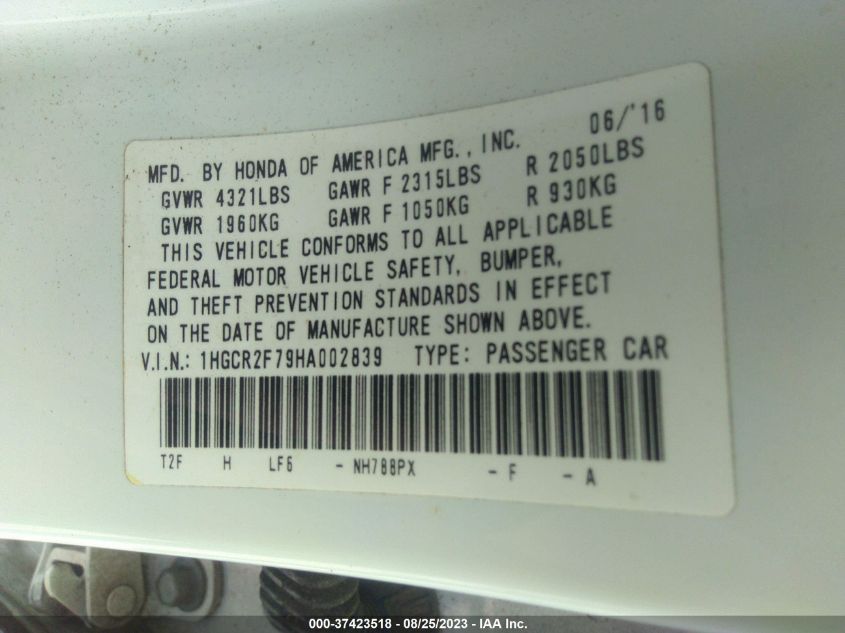 06/'16
MFD. BY HONDA OF AMERICA MFG., INC.
GVWR 4321LBS GAWR F 2315LBS R 2050LBS
GVWR 1960KG GAWR F 1050KG R 930KG
THIS VEHICLE CONFORMS TO ALL APPLICABLE
FEDERAL MOTOR VEHICLE SAFETY, BUMPER,
AND THEFT PREVENTION STANDARDS IN EFFECT
ON THE DATE OF MANUFACTURE SHOWN ABOVE.
V.I.N.: 1HGCR2F79HA002839 TYPE: PASSENGER CAR
T2F H LF6 - NH788PX - F - A
000-37423518 - 08/25/2023 - IAA Inc.